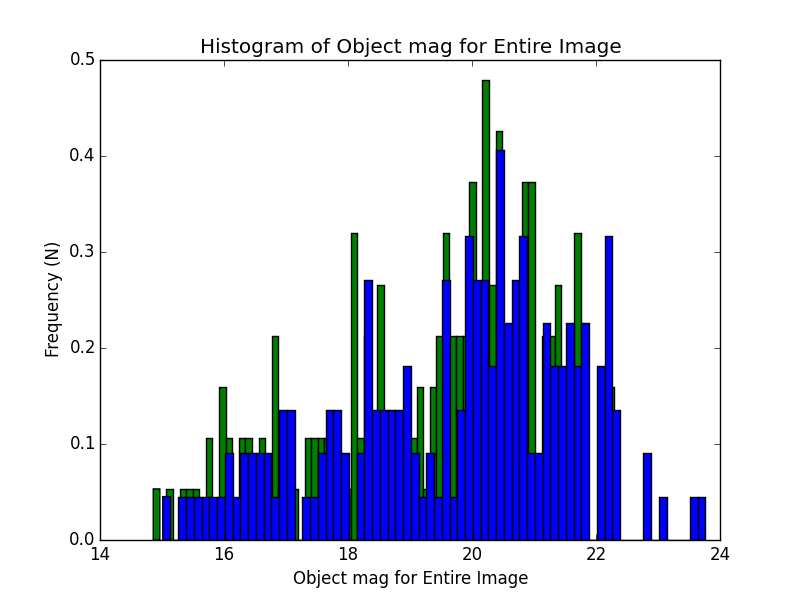 Histogram of Object mag for Entire Image
0.5
0.4
0.3
0.2
0.1
0.0
Frequency (N)
14 16 18 20 22 24
Object mag for Entire Image